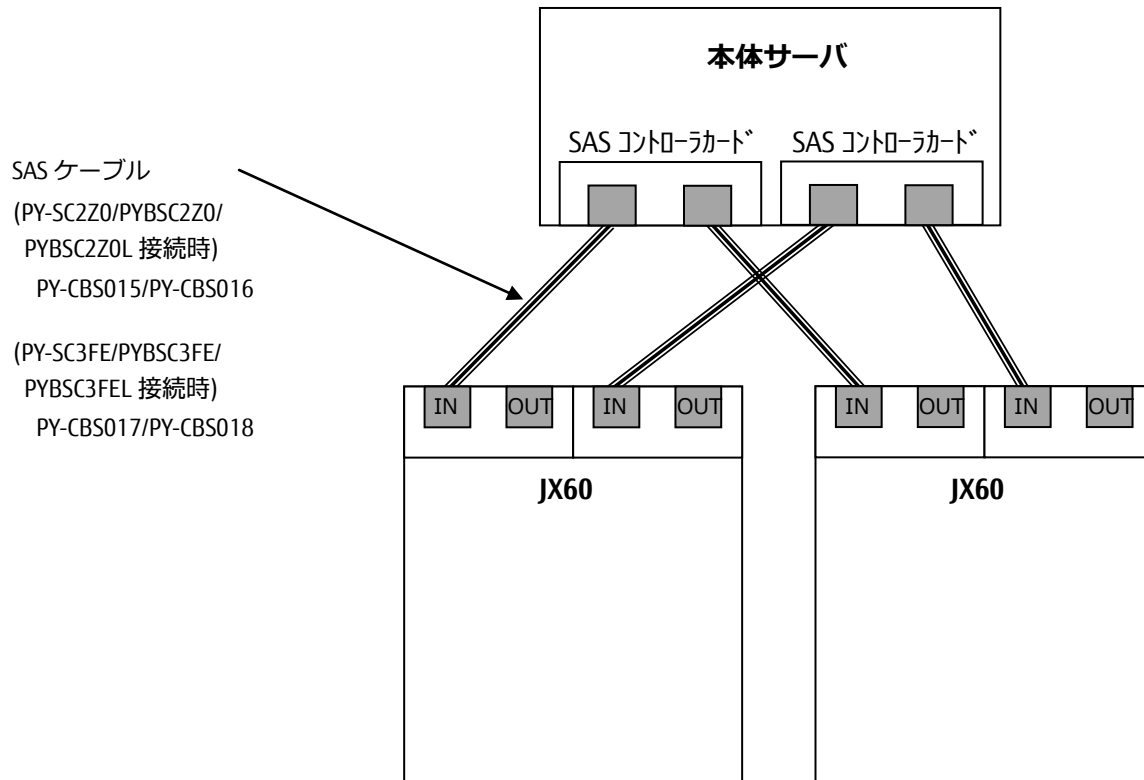 本体サーバ
SAS コントローラカード
SAS コントローラカード
SAS ケーブル
(PY-SC2Z0/PYBSC2Z0/
PYBSC2Z0L 接続時)
PY-CBS015/PY-CBS016
(PY-SC3FE/PYBSC3FE/
PYBSC3FEL 接続時)
PY-CBS017/PY-CBS018
IN OUT IN OUT
IN OUT IN OUT
JX60
JX60